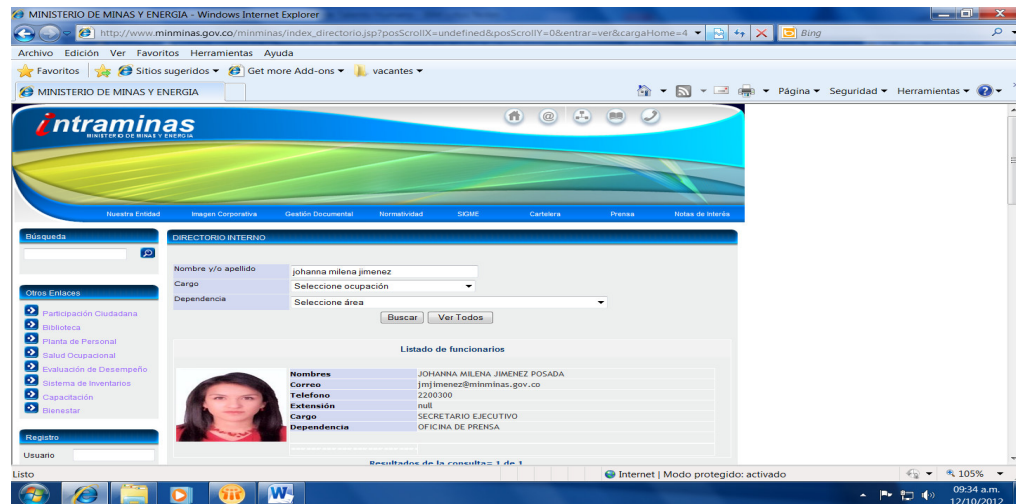 MINISTERIO DE MINAS Y ENERGIA - Windows Internet Explorer
http://www.minminas.gov.co/minminas/index_directorio.jsp?posScrollX=undefined&posScrollY=0&entrar=ver&cargaHome=4
Bing
Archivo Edición Ver Favoritos Herramientas Ayuda
Favoritos Sitios sugeridos Get more Add-ons vacantes
MINISTERIO DE MINAS Y ENERGIA Página Seguridad Herramientas
intraminas
MINISTERIO DE MINAS Y ENERGIA
Nuestra Entidad Imagen Corporativa Gestión Documental Normatividad SIGME Cartelera Prensa Notas de Interés
Búsqueda
DIRECTORIO INTERNO
Nombre y/o apellido johanna milena jimenez
Cargo Seleccione ocupación
Dependencia Seleccione área
Buscar Ver Todos
Otros Enlaces
Participación Ciudadana
Biblioteca
Planta de Personal
Salud Ocupacional
Evaluación de Desempeño
Sistema de Inventarios
Capacitación
Bienestar
Listado de funcionarios
Nombres JOHANNA MILENA JIMENEZ POSADA
Correo jmjimenez@minminas.gov.co
Telefono 2200300
Extensión null
Cargo SECRETARIO EJECUTIVO
Dependencia OFICINA DE PRENSA
Resultados de la consulta= 1 de 1
Registro
Usuario
Listo Internet | Modo protegido: activado 105%
09:34 a.m.
12/10/2012